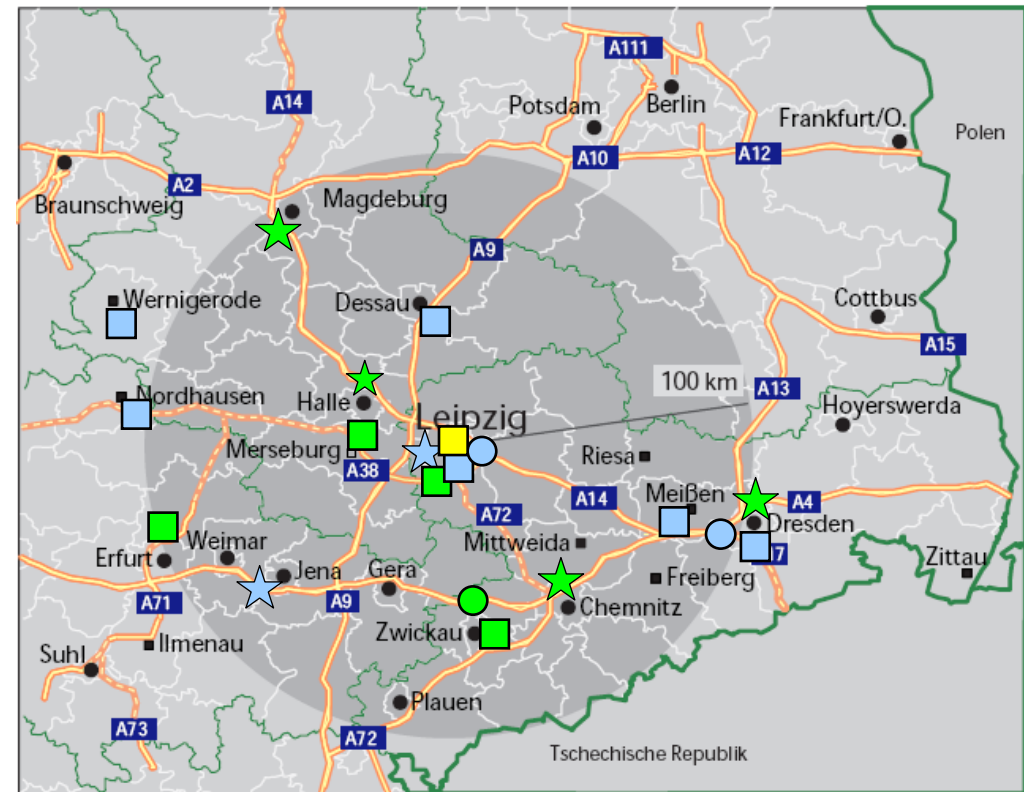 A111
Potsdam
Berlin
A14
Frankfurt/O.
Polen
A10
A12
A2
Braunschweig
Magdeburg
A9
Wernigerode
Dessau
Cottbus
A15
100 km
A13
Nordhausen
Halle
Leipzig
Hoyerswerda
Merseburg
A38
Riesa
A14
Meißen
A4
A72
Dresden
Erfurt
Weimar
Mittweida
Zittau
Jena
Gera
Freiberg
A71
A9
Chemnitz
Zwickau
Ilmenau
Suhl
Plauen
A73
A72
Tschechische Republik